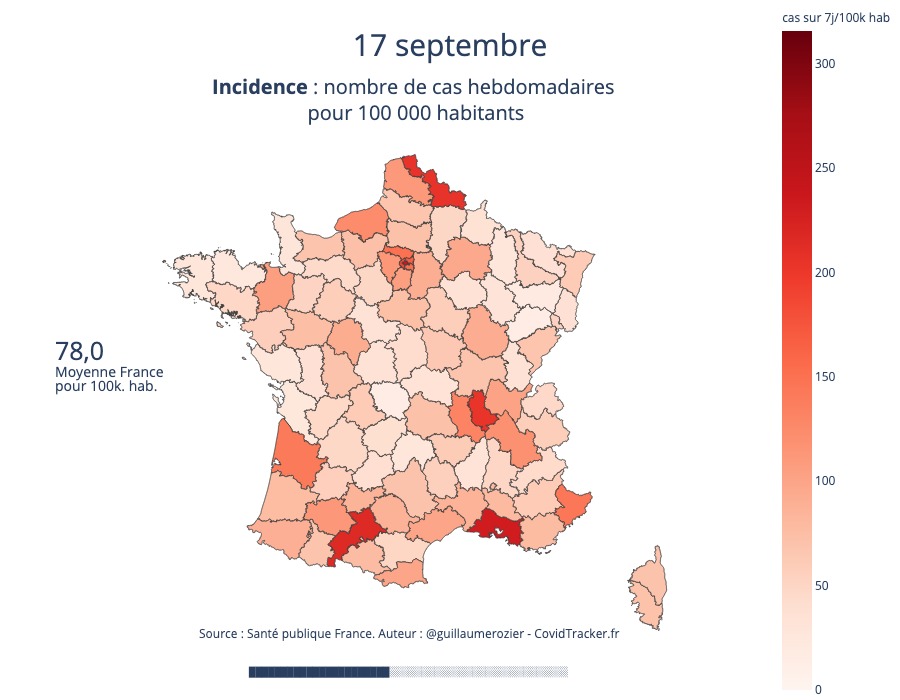 cas sur 7j/100k hab
17 septembre
Incidence : nombre de cas hebdomadaires
pour 100 000 habitants
300
250
200
150
100
50
0
78,0
Moyenne France
pour 100k. hab.
Source : Santé publique France. Auteur : @guillaumerozier - CovidTracker.fr